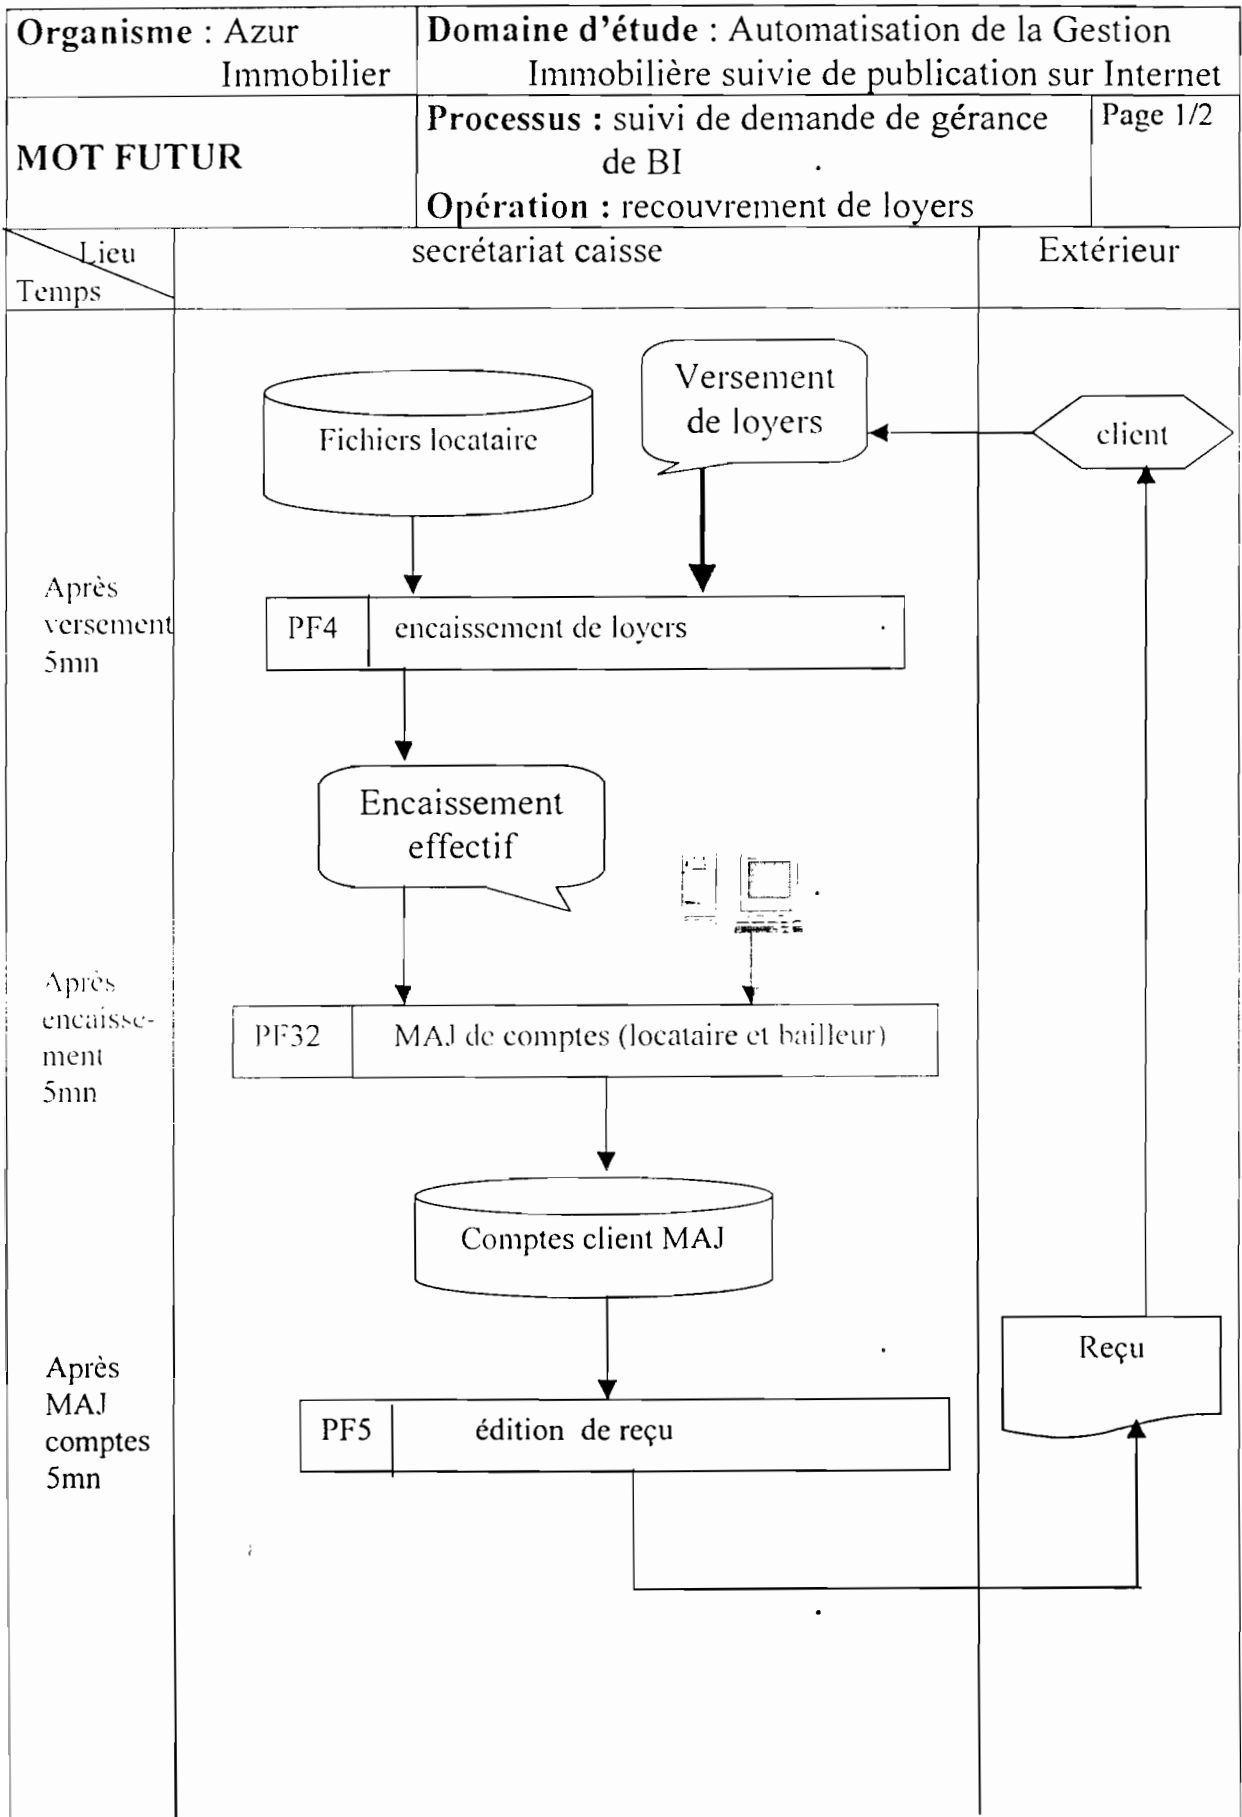 Organisme : Azur
Immobilier
Domaine d'étude : Automatisation de la Gestion
Immobilière suivie de publication sur Internet
MOT FUTUR
Processus : suivi de demande de gérance
de BI
Opération : recouvrement de loyers
Page 1/2
Lieu
Temps
secrétariat caisse
Extérieur
Versement
de loyers
Fichiers locataire
client
Après
versement
5mn
PF4
encaissement de loyers
Encaissement
effectif
Après
encaisse-
ment
5mn
PF32
MAJ de comptes (locataire et bailleur)
Comptes client MAJ
Reçu
Après
MAJ
comptes
5mn
PF5
édition de reçu